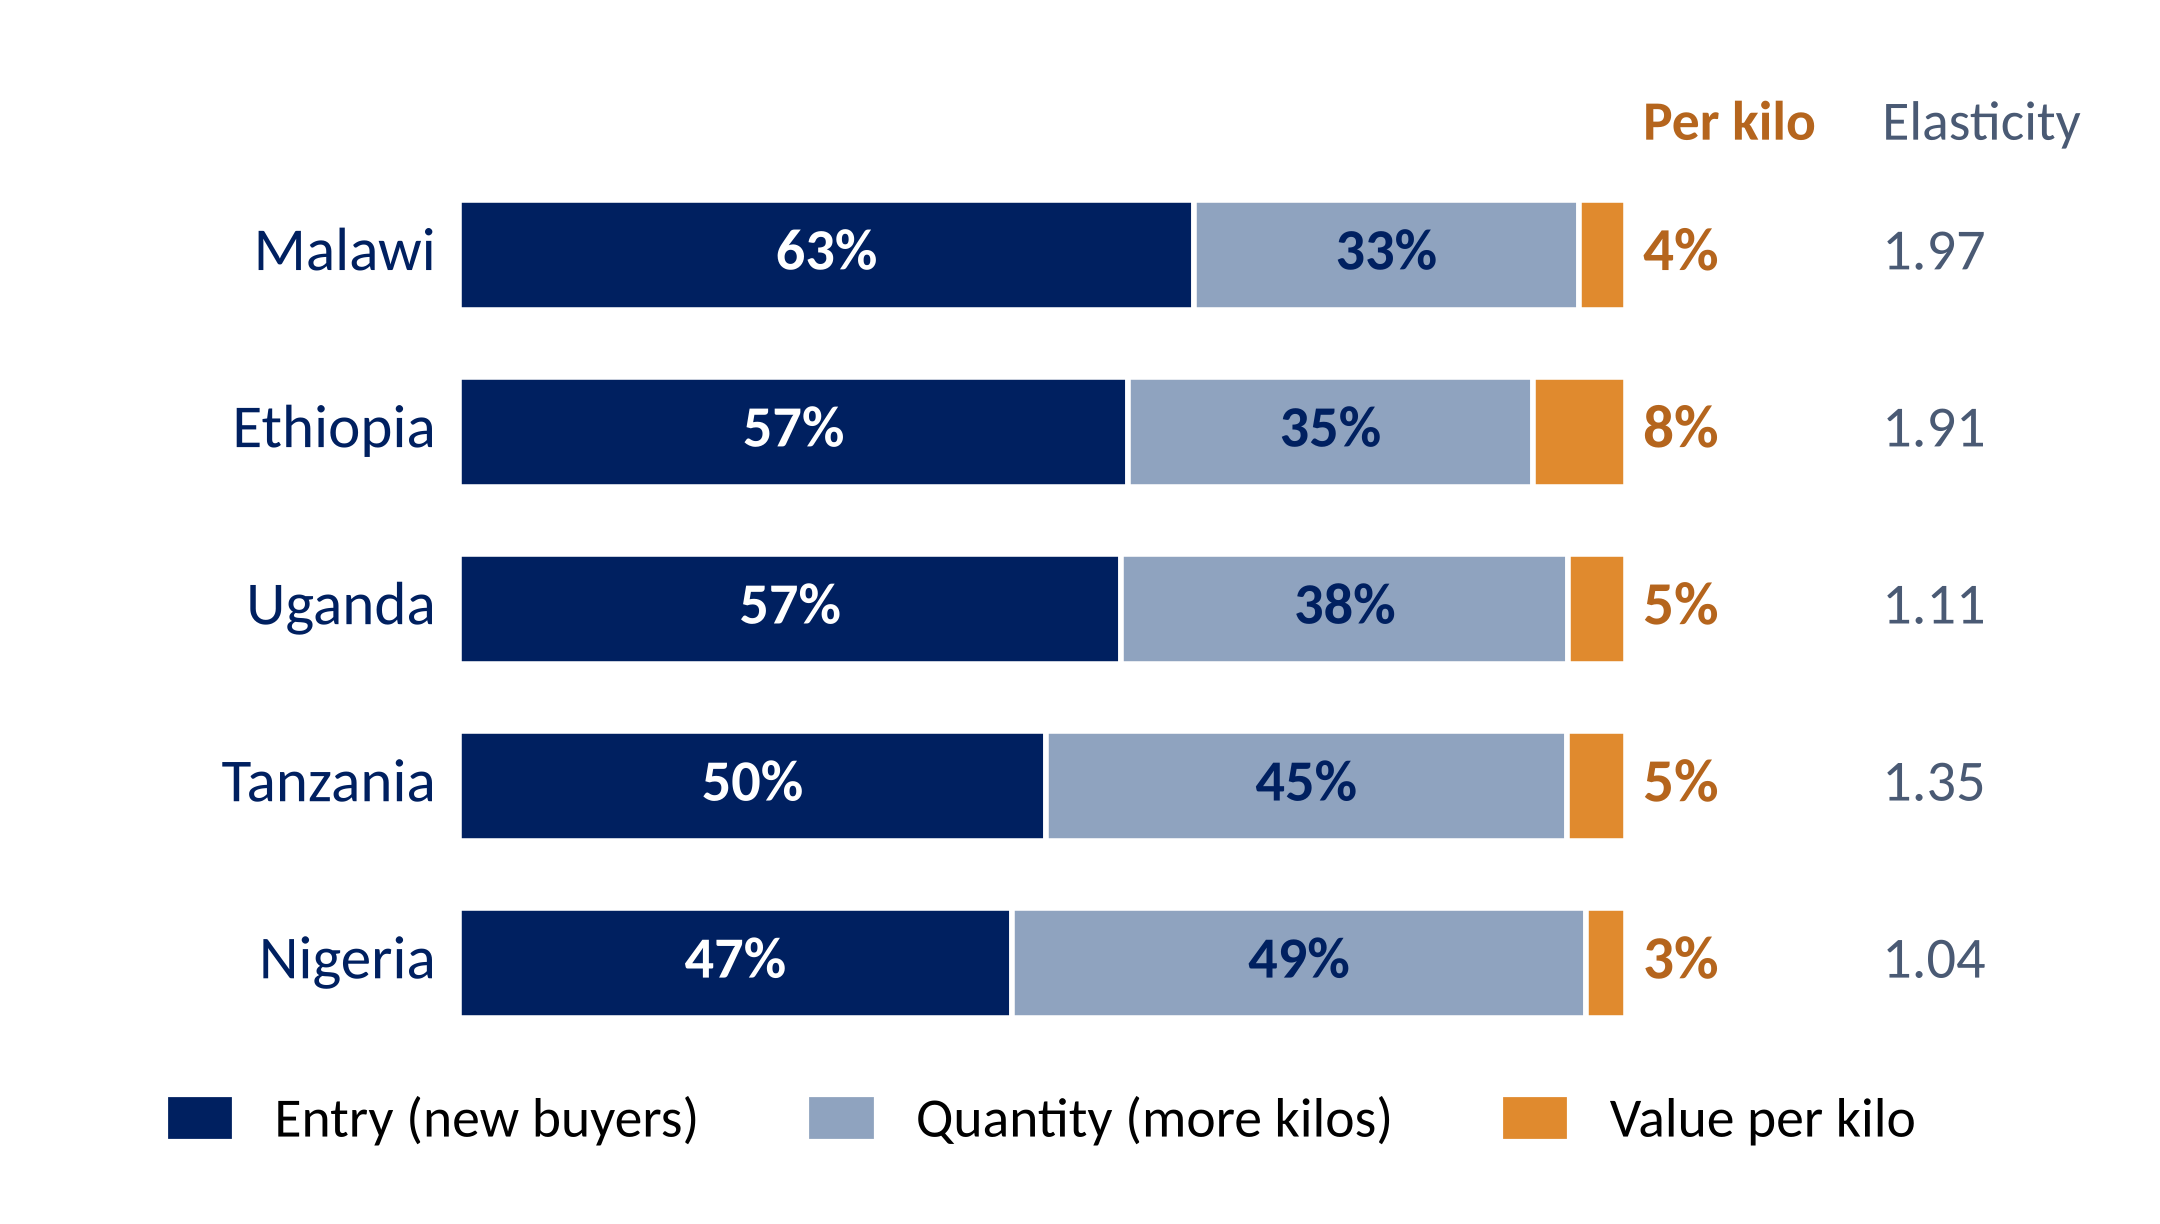 Per kilo Elasticity
Malawi 63% 33% 4% 1.97
Ethiopia 57% 35% 8% 1.91
Uganda 57% 38% 5% 1.11
Tanzania 50% 45% 5% 1.35
Nigeria 47% 49% 3% 1.04
Entry (new buyers) Quantity (more kilos) Value per kilo